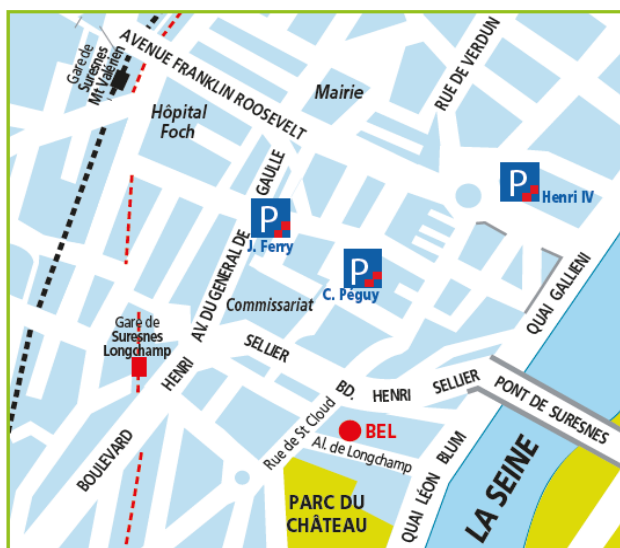 Gare de
Suresnes
Mt Valérien
AVENUE FRANKLIN ROOSEVELT
Mairie
RUE DE VERDUN
Hôpital
Foch
P
Henri IV
P
J. Ferry
AV. DU GENERAL DE GAULLE
P
C. Péguy
Commissariat
QUAI GALLIENI
Gare de
Suresnes
Longchamp
BOULEVARD HENRI SELLIER
BD. HENRI SELLIER
PONT DE SURESNES
Rue de St Cloud
BEL
Al. de Longchamp
QUAI LÉON BLUM
LA SEINE
PARC DU
CHÂTEAU